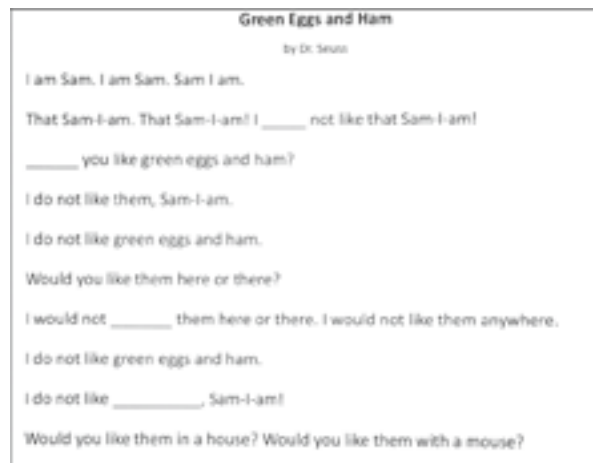 Green Eggs and Ham
by Dr. Seuss
I am Sam. I am Sam. Sam I am.
That Sam-I-am. That Sam-I-am! I _____ not like that Sam-I-am!
______ you like green eggs and ham?
I do not like them, Sam-I-am.
I do not like green eggs and ham.
Would you like them here or there?
I would not _______ them here or there. I would not like them anywhere.
I do not like green eggs and ham.
I do not like __________, Sam-I-am!
Would you like them in a house? Would you like them with a mouse?